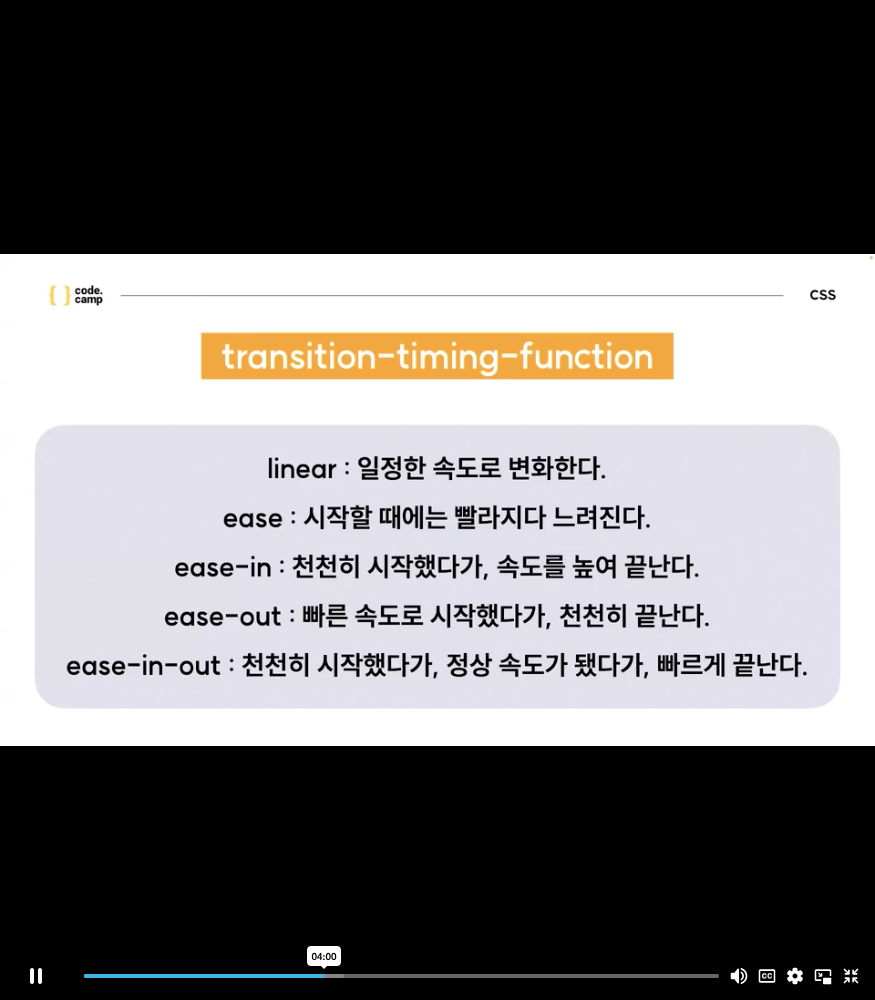 { } code.
camp
CSS
transition-timing-function
linear : 일정한 속도로 변화한다.
ease : 시작할 때에는 빨라지다 느려진다.
ease-in : 천천히 시작했다가, 속도를 높여 끝난다.
ease-out : 빠른 속도로 시작했다가, 천천히 끝난다.
ease-in-out : 천천히 시작했다가, 정상 속도가 됐다가, 빠르게 끝난다.
04:00
CC